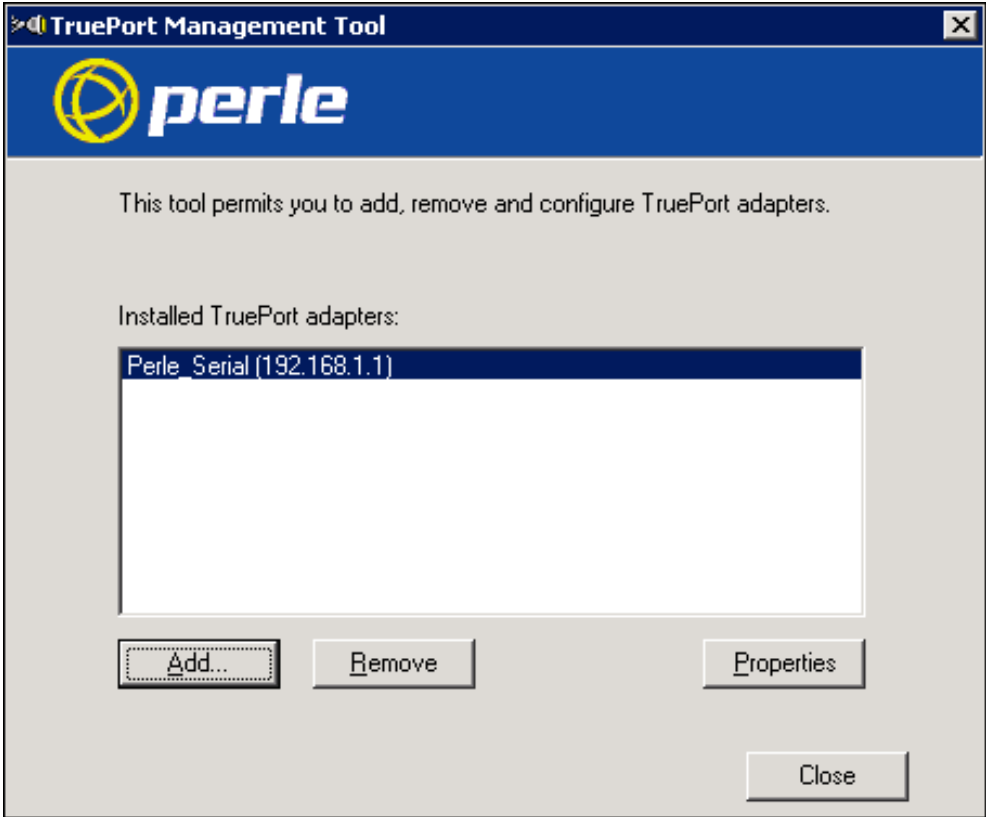 TruePort Management Tool
perle
This tool permits you to add, remove and configure TruePort adapters.
Installed TruePort adapters:
Perle_Serial (192.168.1.1)
Add...
Remove
Properties
Close